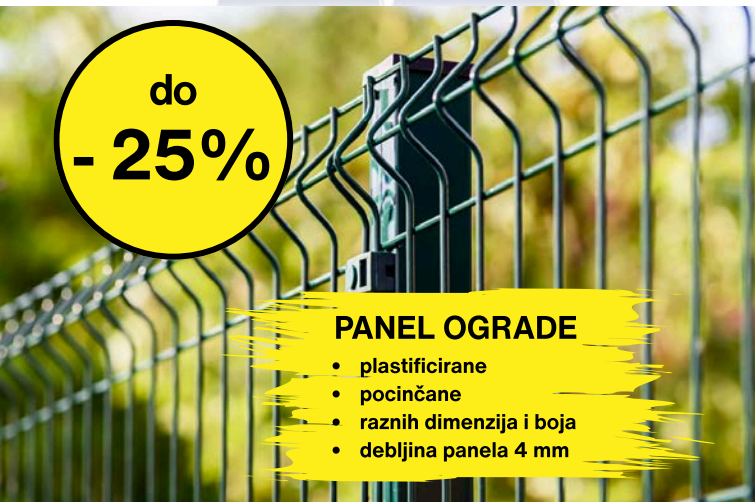 do
- 25%
PANEL OGRADE
• plastificirane
• pocinčane
• raznih dimenzija i boja
• debljina panela 4 mm